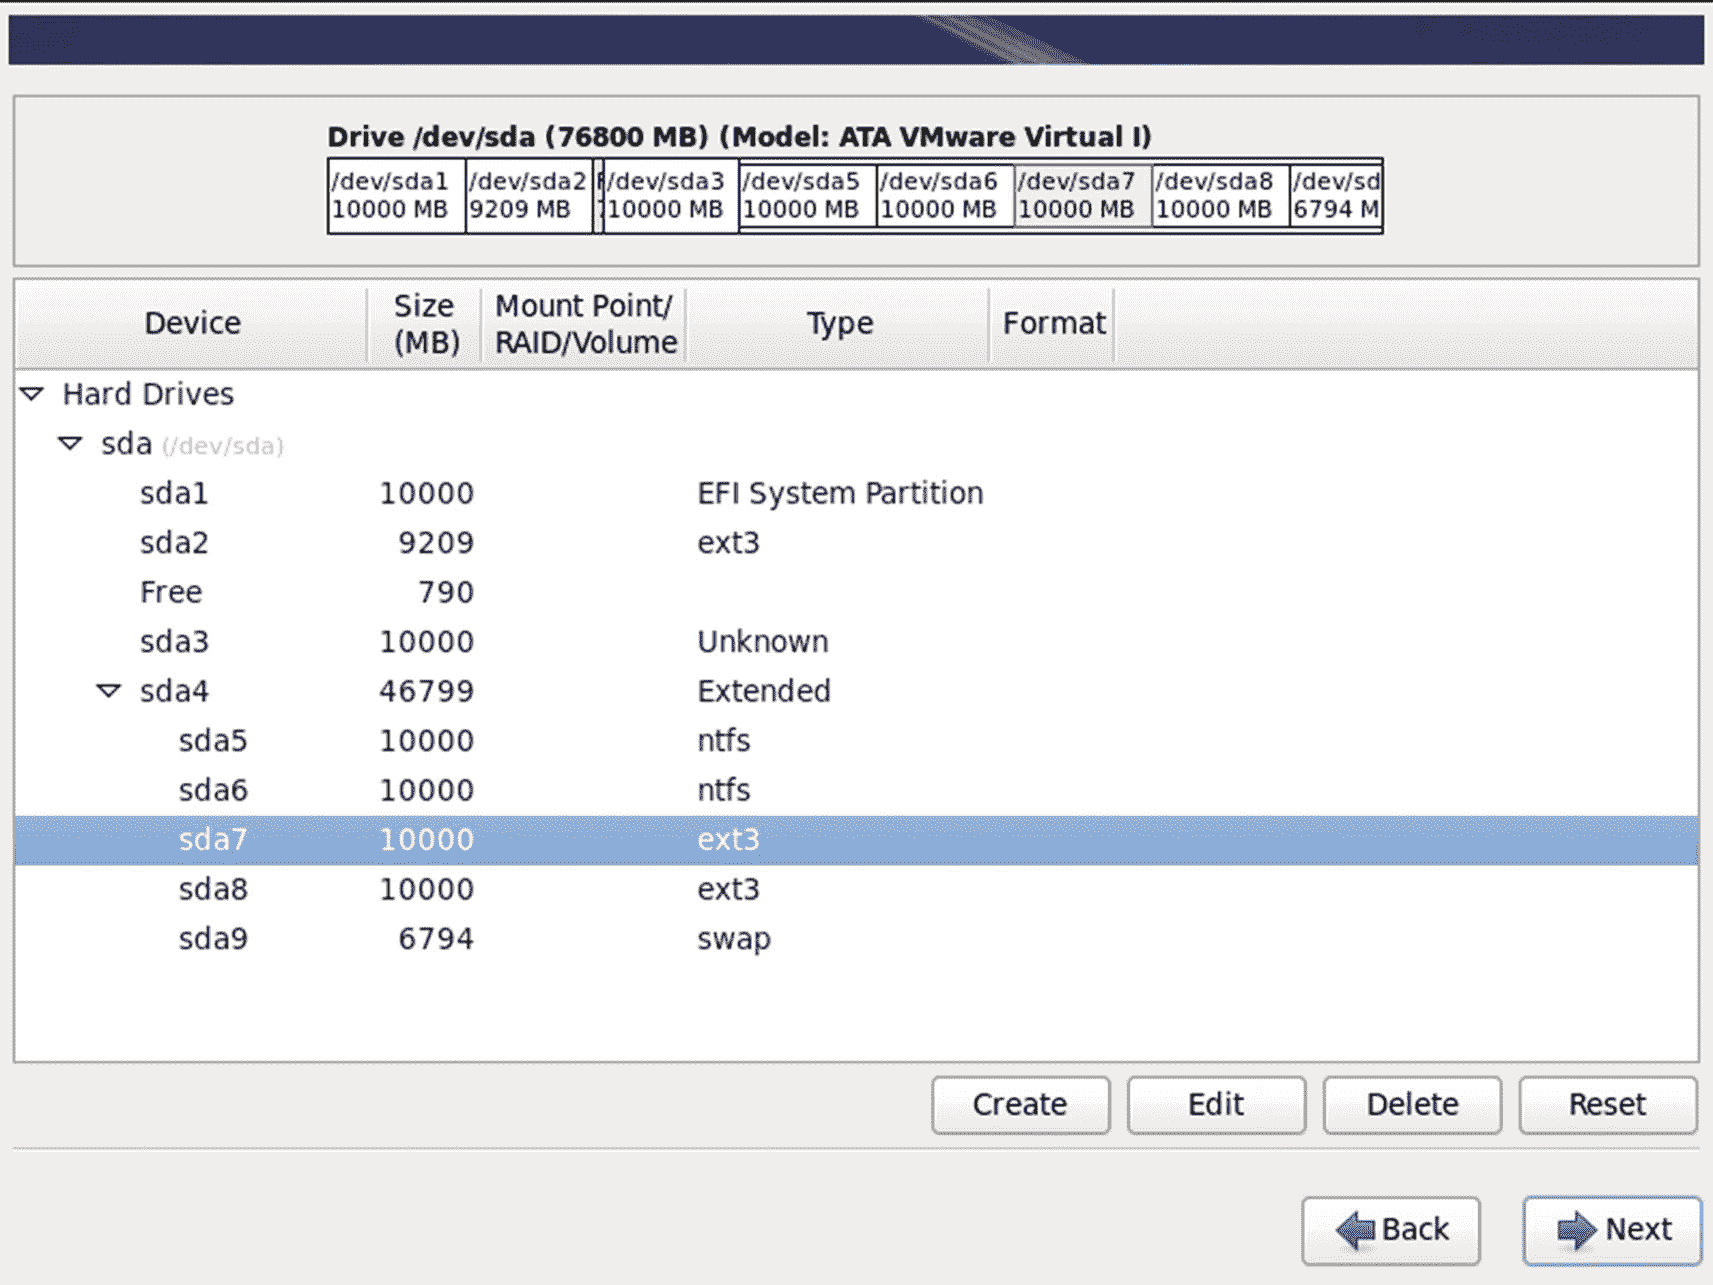 Drive /dev/sda (76800 MB) (Model: ATA VMware Virtual I)
/dev/sda1 /dev/sda2 /dev/sda3 /dev/sda5 /dev/sda6 /dev/sda7 /dev/sda8 /dev/sd
10000 MB 9209 MB 10000 MB 10000 MB 10000 MB 10000 MB 10000 MB 6794 M
Device Size (MB) Mount Point/ RAID/Volume Type Format
Hard Drives
sda (/dev/sda)
sda1 10000 EFI System Partition
sda2 9209 ext3
Free 790
sda3 10000 Unknown
sda4 46799 Extended
sda5 10000 ntfs
sda6 10000 ntfs
sda7 10000 ext3
sda8 10000 ext3
sda9 6794 swap
Create Edit Delete Reset
Back Next